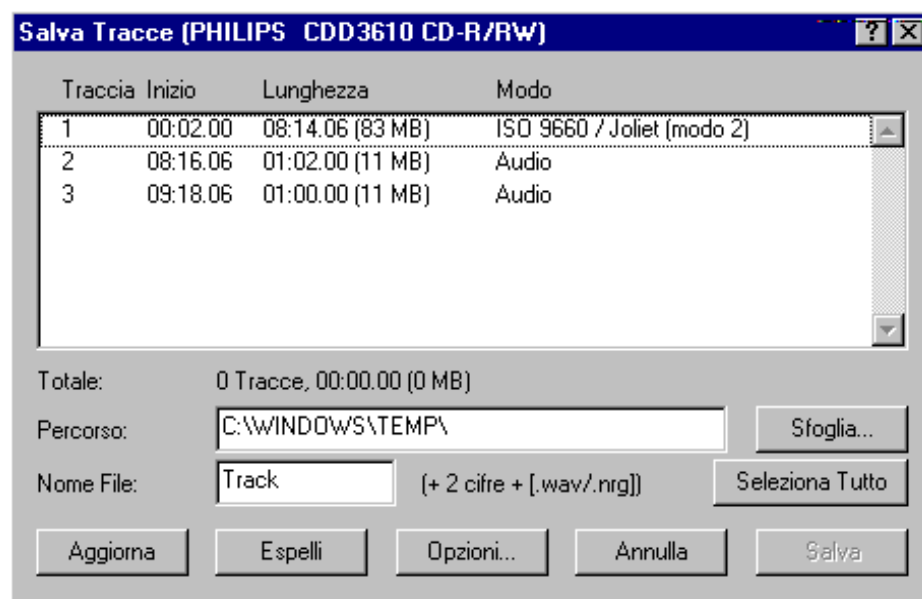 Salva Tracce (PHILIPS CDD3610 CD-R/RW)
Traccia Inizio Lunghezza Modo
1 00:02.00 08:14.06 (83 MB) ISO 9660 / Joliet (modo 2)
2 08:16.06 01:02.00 (11 MB) Audio
3 09:18.06 01:00.00 (11 MB) Audio
Totale: 0 Tracce, 00:00.00 (0 MB)
Percorso: C:\WINDOWS\TEMP\ Sfoglia...
Nome File: Track (+ 2 cifre + [.wav/.nrg]) Seleziona Tutto
Aggiorna Espelli Opzioni... Annulla Salva